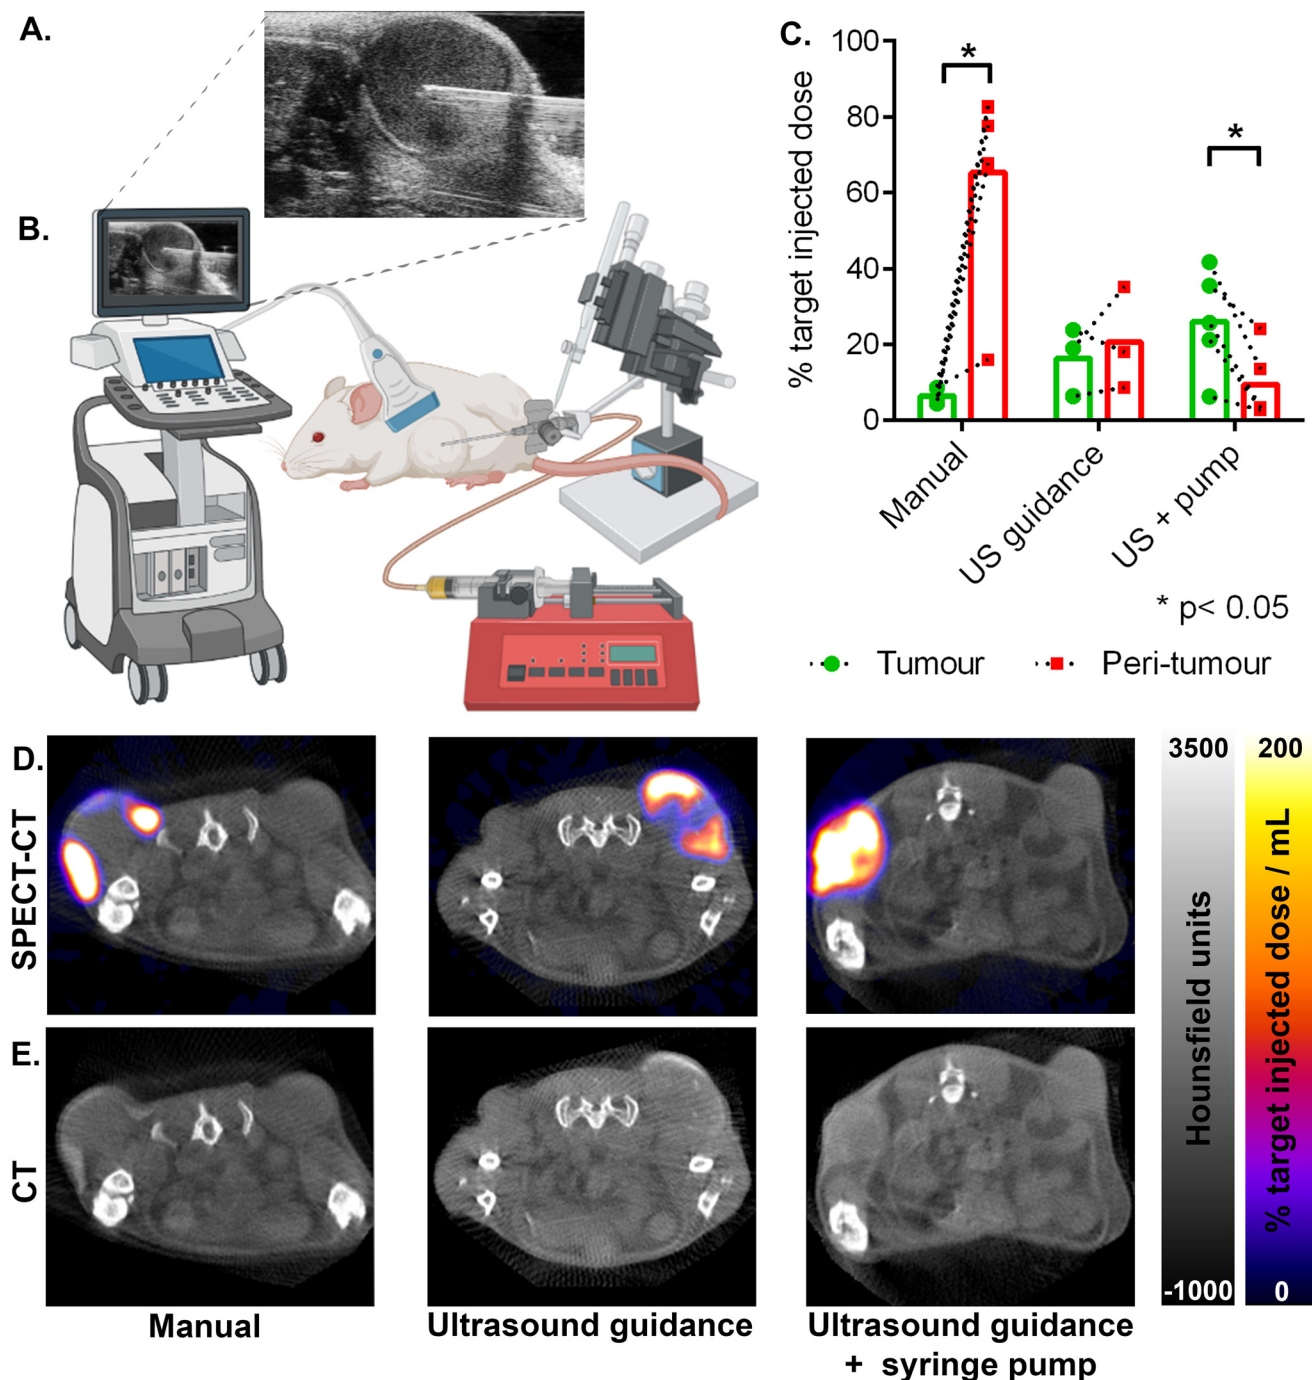 A.
B.
C.
% target injected dose
100
80
60
40
20
0
*
*
Manual
US guidance
US + pump
* p< 0.05
Tumour
Peri-tumour
D.
SPECT-CT
E.
CT
Manual
Ultrasound guidance
Ultrasound guidance
+ syringe pump
3500
Hounsfield units
-1000
200
% target injected dose / mL
0